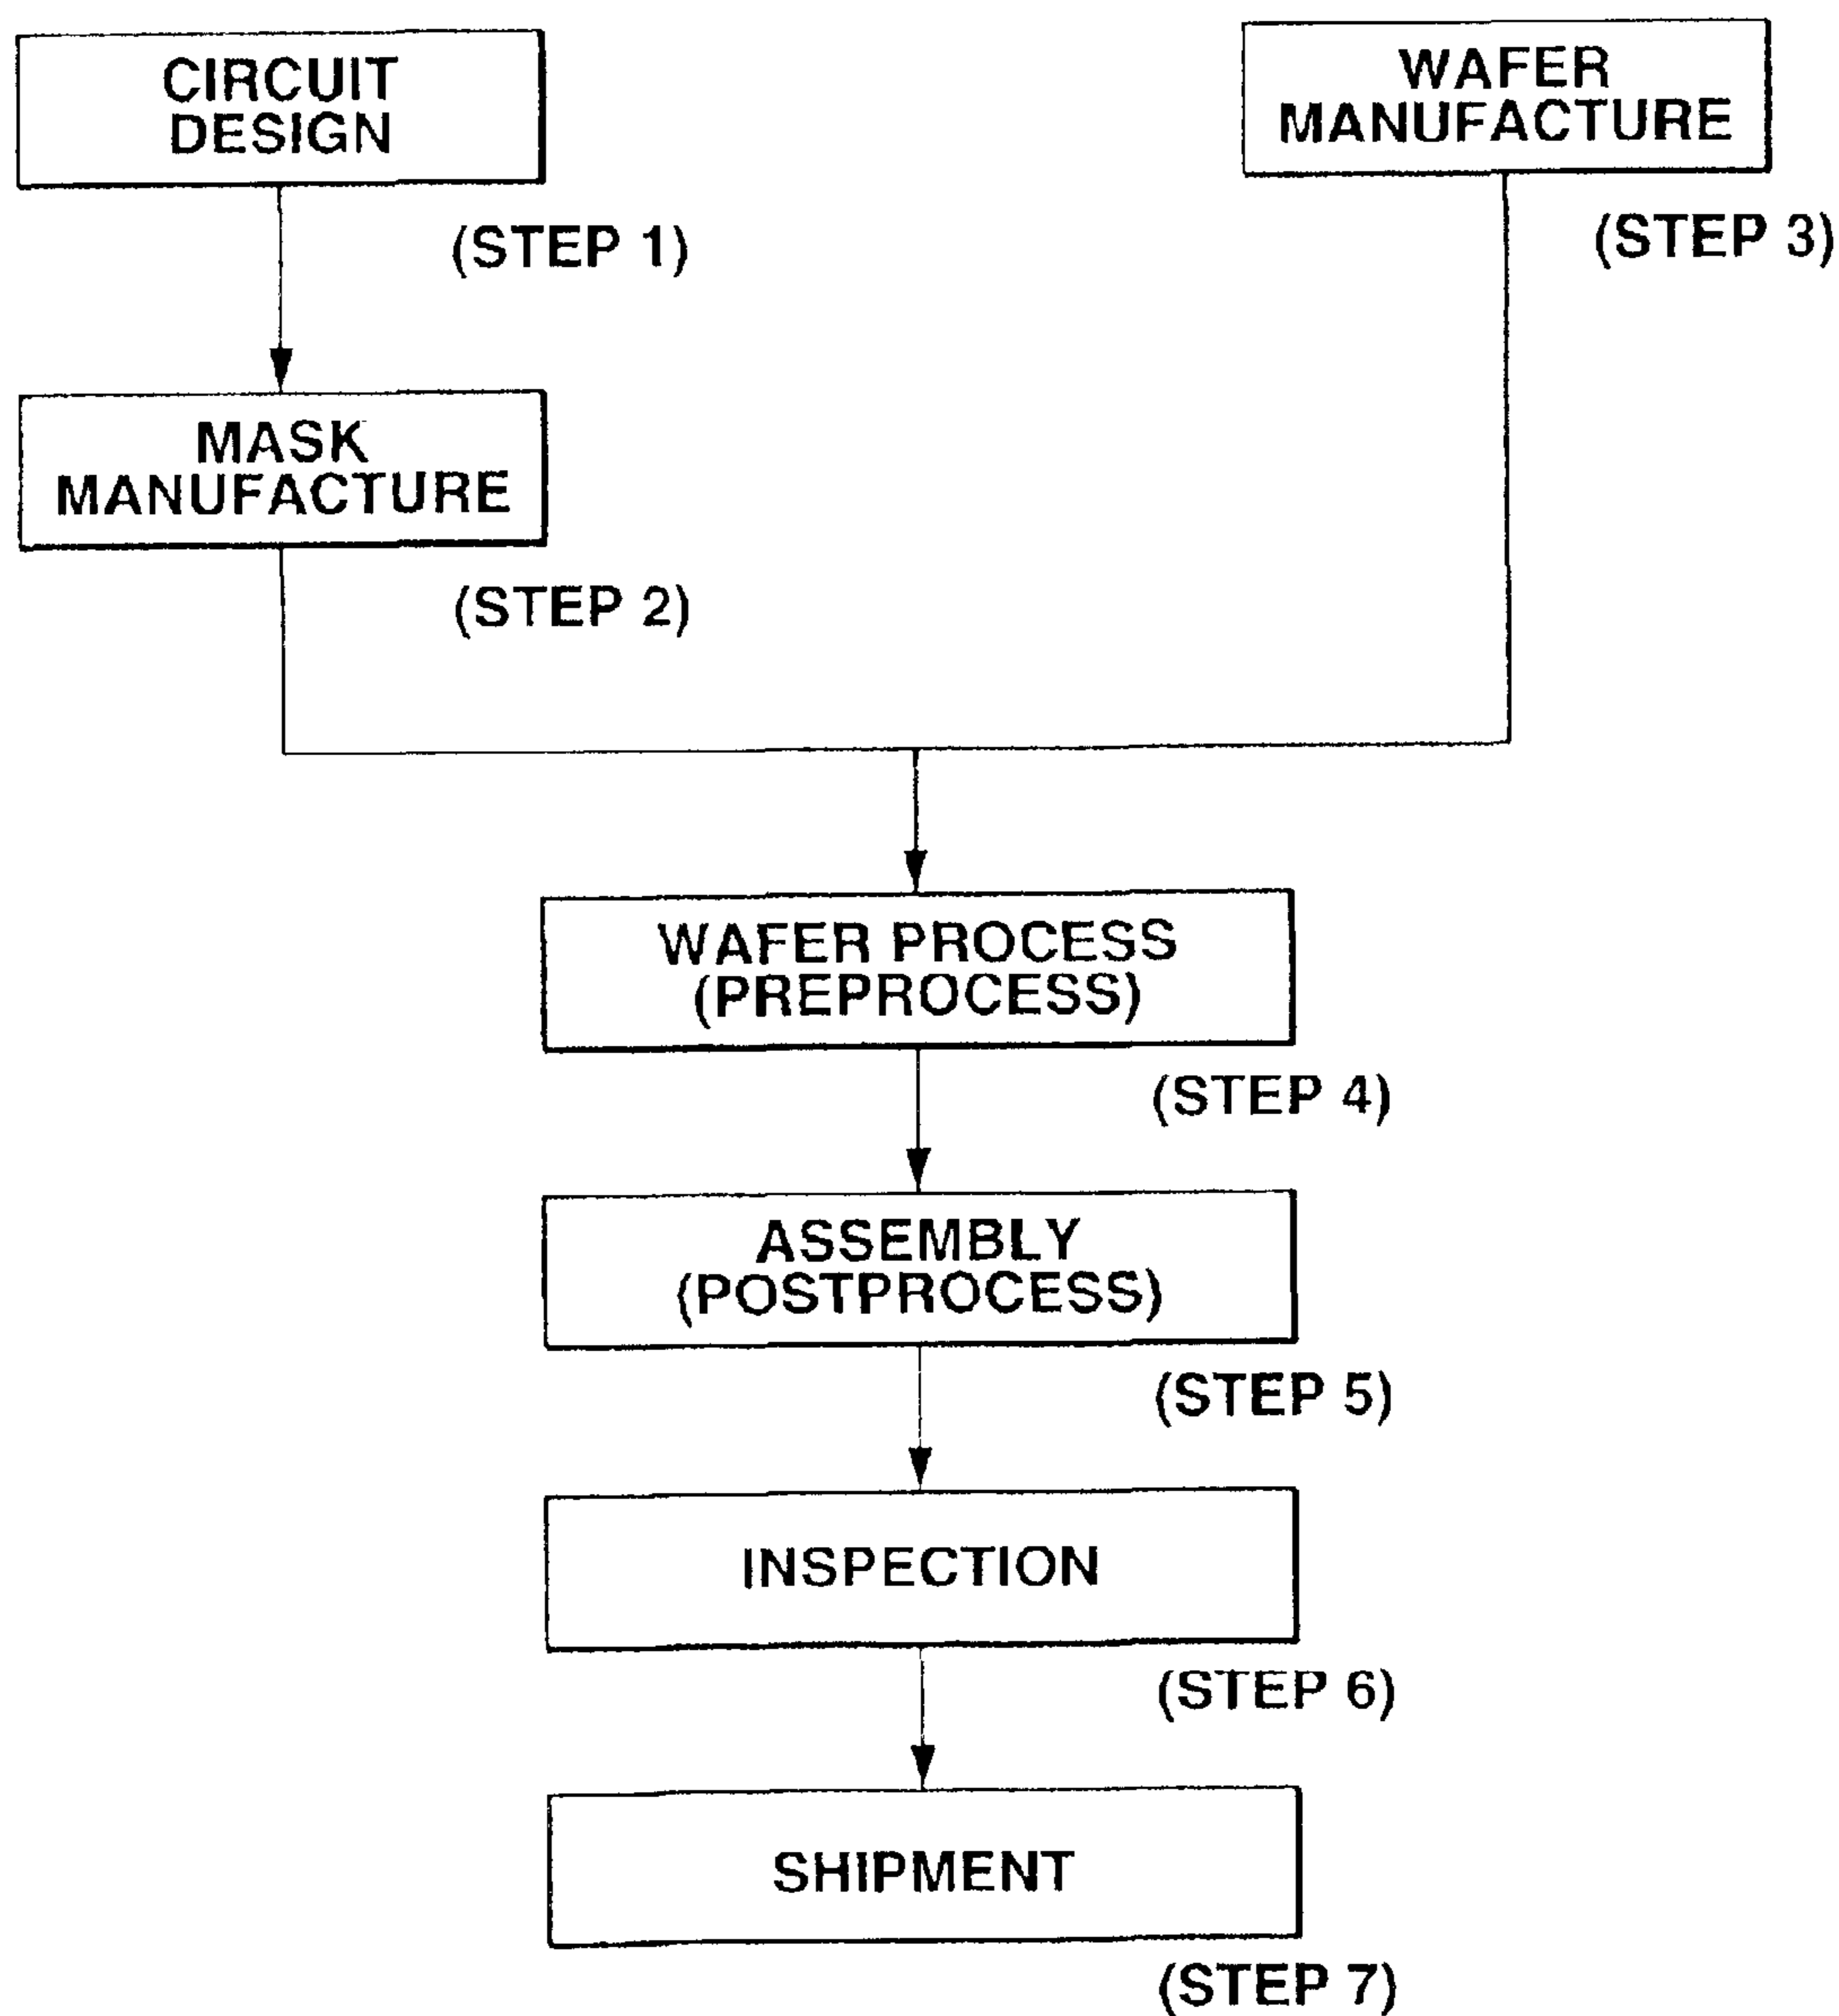 CIRCUIT
DESIGN
(STEP 1)
WAFER
MANUFACTURE
(STEP 3)
MASK
MANUFACTURE
(STEP 2)
WAFER PROCESS
(PREPROCESS)
(STEP 4)
ASSEMBLY
(POSTPROCESS)
(STEP 5)
INSPECTION
(STEP 6)
SHIPMENT
(STEP 7)